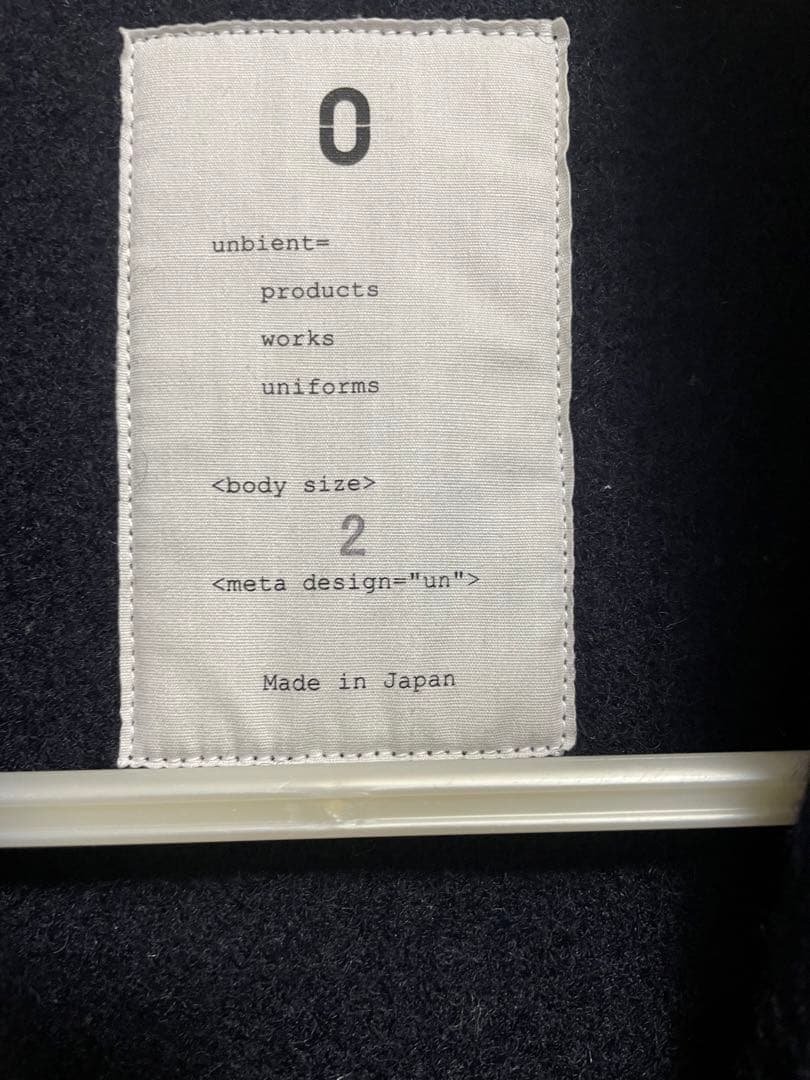 0
unbient=
products
works
uniforms
<body size>
2
<meta design="un">
Made in Japan